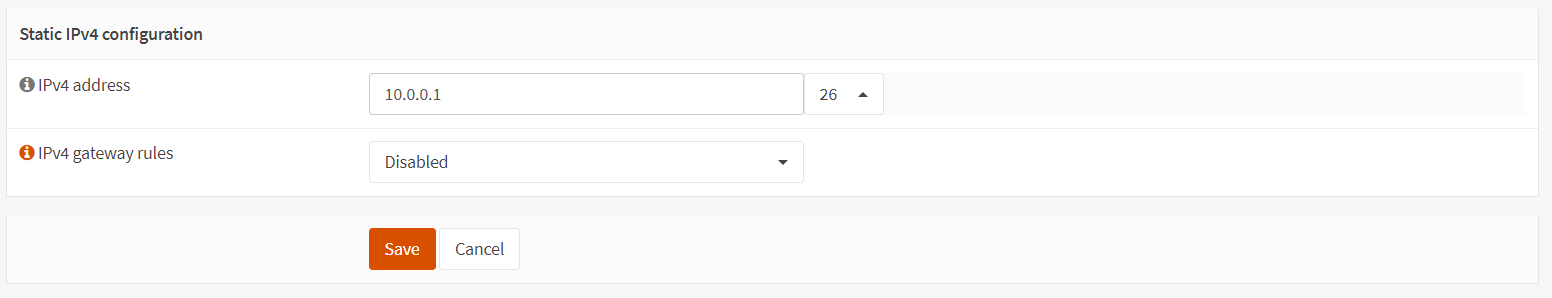 Static IPv4 configuration
IPv4 address
10.0.0.1
26
IPv4 gateway rules
Disabled
Save
Cancel